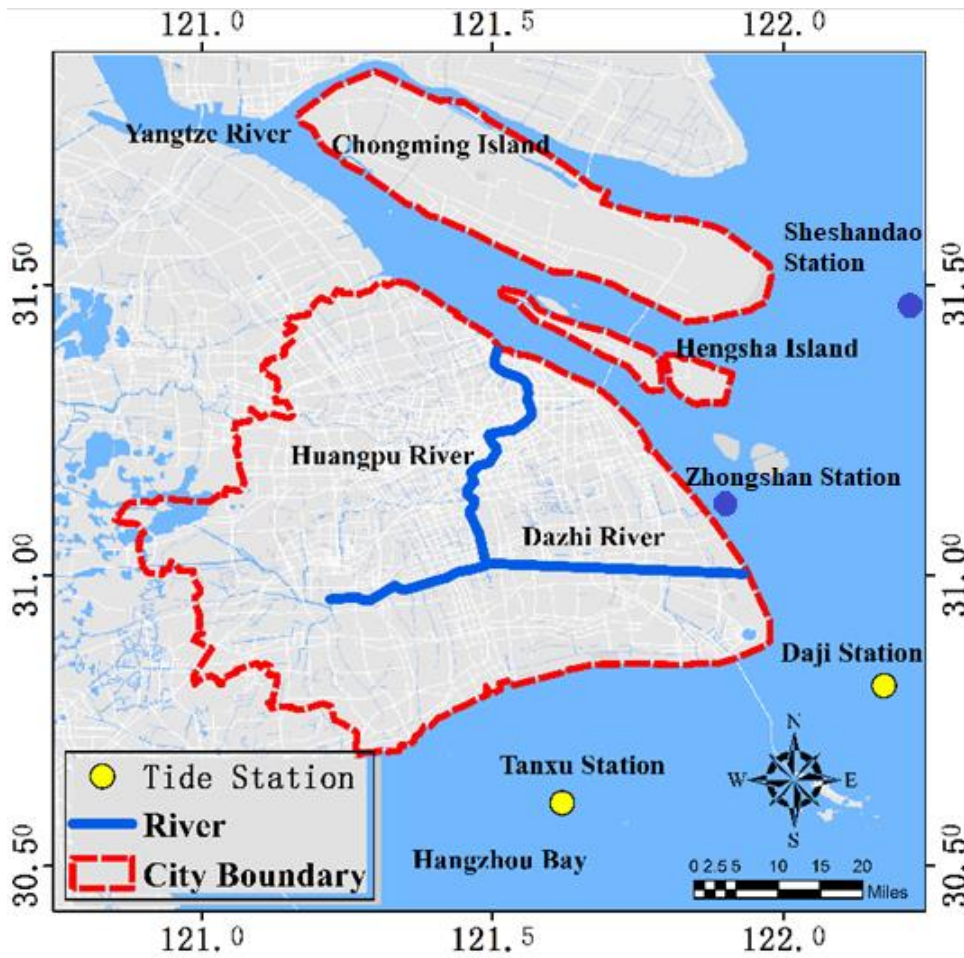 121.0 121.5 122.0
Yangtze River
Chongming Island
Sheshandao
Station
31.50 31.50
Hengsha Island
Huangpu River
Zhongshan Station
Dazhi River
31.00 31.00
Daji Station
N
Tanxu Station
W E
S
Tide Station
River
City Boundary
Hangzhou Bay
30.50 30.50
0 2.5 5 10 15 20
Miles
121.0 121.5 122.0